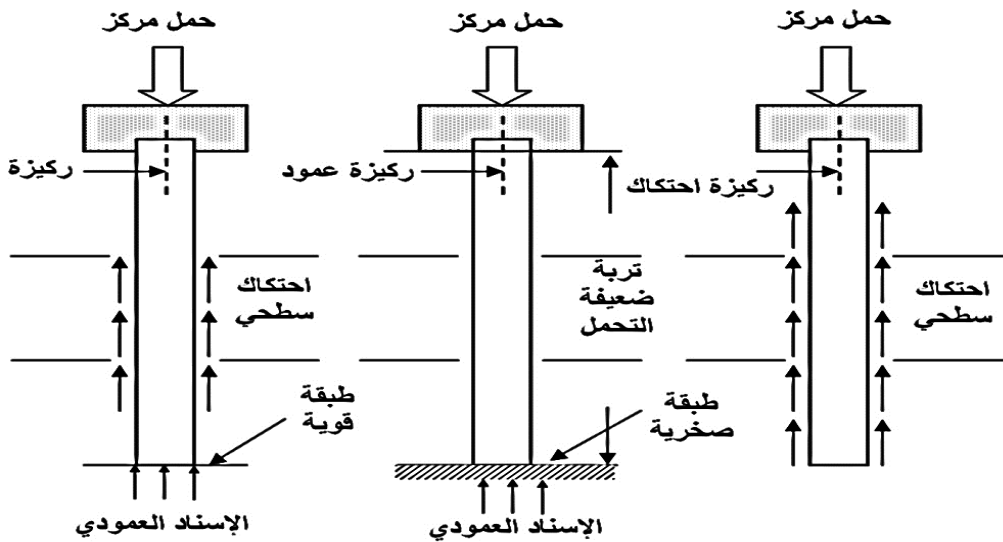 حمل مركز
حمل مركز
حمل مركز
ركيزة
ركيزة عمود
ركيزة احتكاك
احتكاك
سطحي
تربة
ضعيفة
التحمل
احتكاك
سطحي
طبقة
قوية
طبقة
صخرية
الإسناد العمودي
الإسناد العمودي